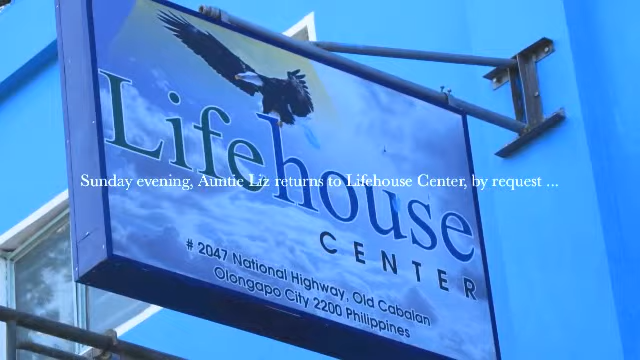 Lifehouse
Sunday evening, Auntie Liz returns to Lifehouse Center, by request ...
CENTER
# 2047 National Highway, Old Cabalan
Olongapo City 2200 Philippines